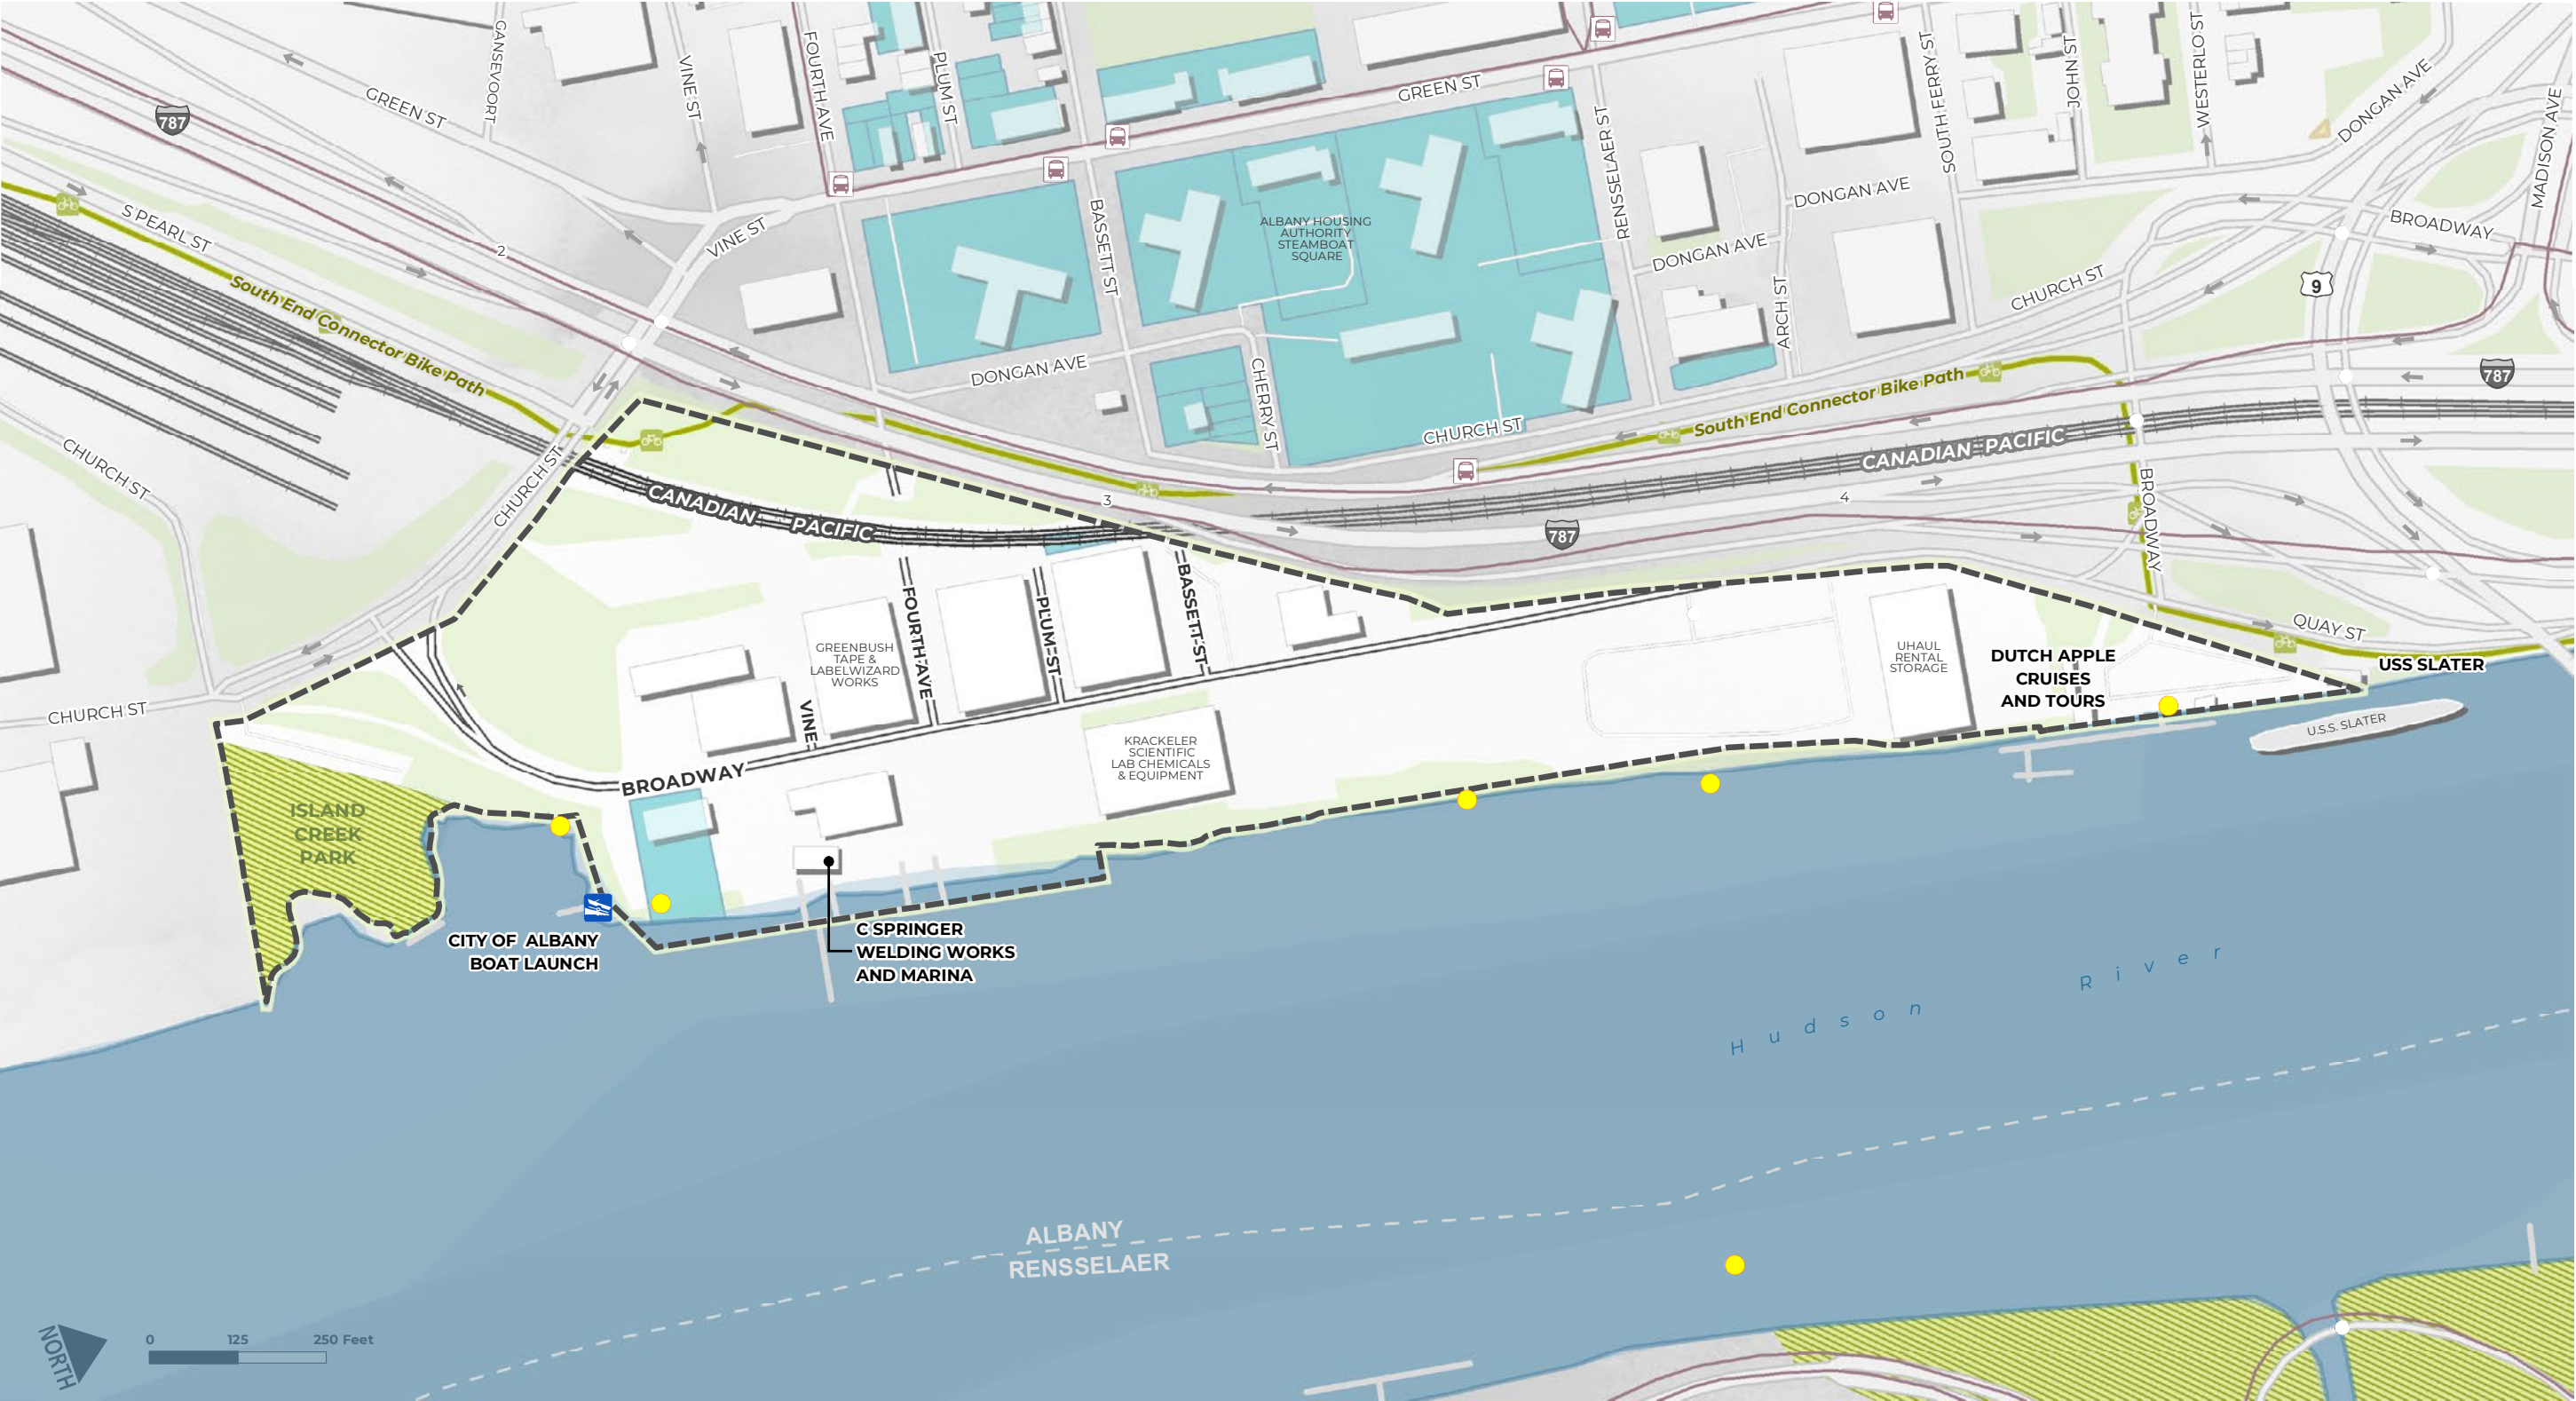 GANSEVOORT
GREEN ST
VINE ST
FOURTH AVE
PLUM ST
GREEN ST
SOUTH FERRY ST
JOHN ST
WESTERLO ST
DONGAN AVE
MADISON AVE
787
S PEARL ST
2
VINE ST
BASSETT ST
ALBANY HOUSING
AUTHORITY
STEAMBOAT
SQUARE
RENSSELAER ST
DONGAN AVE
DONGAN AVE
BROADWAY
CHURCH ST
9
ARCH ST
South End Connector Bike Path
DONGAN AVE
CHERRY ST
CHURCH ST
South End Connector Bike Path
787
CHURCH ST
CHURCH ST
CANADIAN PACIFIC
CANADIAN PACIFIC
3
4
787
BROADWAY
FOURTH AVE
PLUM ST
BASSETT ST
GREENBUSH
TAPE &
LABELWIZARD
WORKS
VINE
UHAUL
RENTAL
STORAGE
DUTCH APPLE
CRUISES
AND TOURS
QUAY ST
USS SLATER
U.S.S. SLATER
CHURCH ST
BROADWAY
KRACKELER
SCIENTIFIC
LAB CHEMICALS
& EQUIPMENT
ISLAND
CREEK
PARK
CITY OF ALBANY
BOAT LAUNCH
C SPRINGER
WELDING WORKS
AND MARINA
Hudson River
ALBANY
RENSSELAER
NORTH
0 125 250 Feet